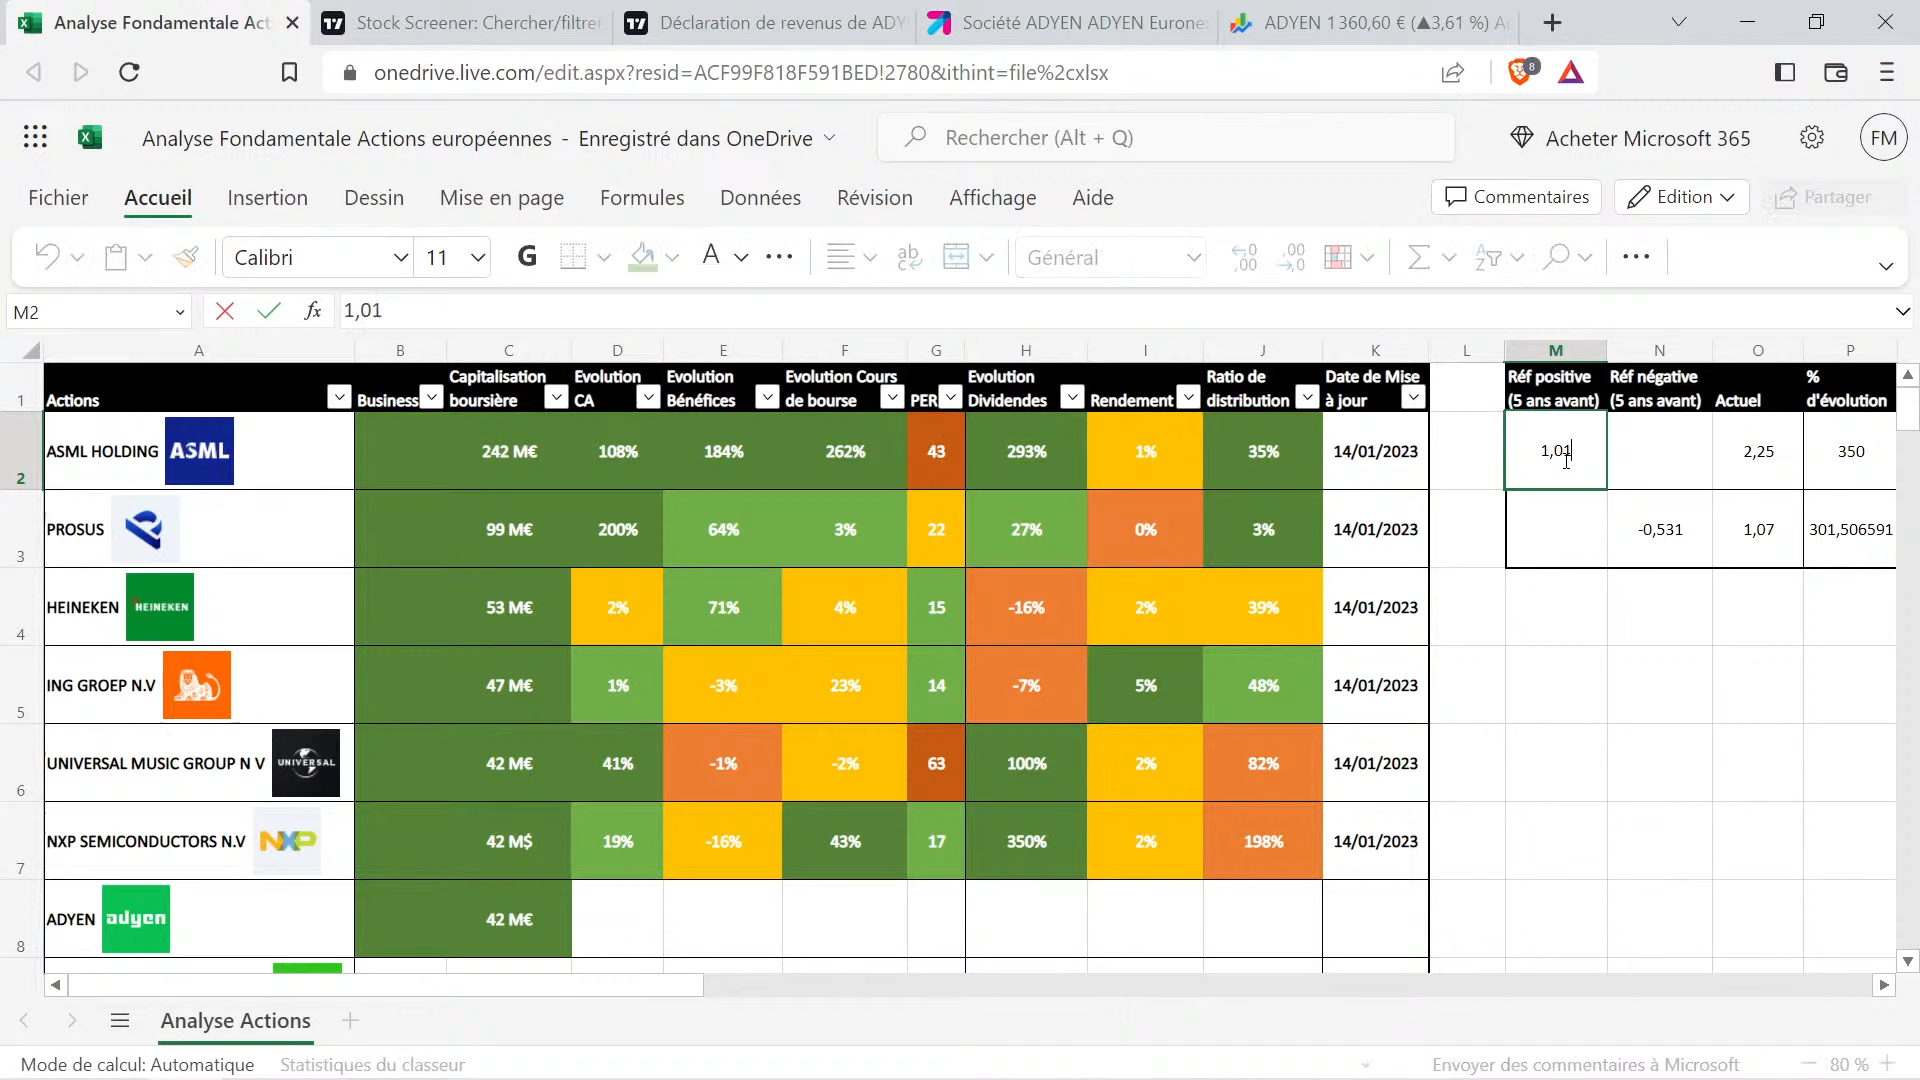 Analyse Fondamentale Act
Stock Screener: Chercher/filtrer
Déclaration de revenus de ADY
Société ADYEN ADYEN Eurone
ADYEN 1 360,60 € (▲3,61 %) A
onedrive.live.com/edit.aspx?resid=ACF99F818F591BED!2780&ithint=file%2cxlsx
8
Analyse Fondamentale Actions européennes - Enregistré dans OneDrive
Rechercher (Alt + Q)
Acheter Microsoft 365
FM
Fichier Accueil Insertion Dessin Mise en page Formules Données Révision Affichage Aide
Commentaires Edition Partager
Calibri 11 G A ab Général
M2 fx 1,01
A B C D E F G H I J K L M N O P
1 Actions Business Capitalisation boursière Evolution CA Evolution Bénéfices Evolution Cours de bourse PER Evolution Dividendes Rendement Ratio de distribution Date de Mise à jour Réf positive (5 ans avant) Réf négative (5 ans avant) Actuel % d'évolution
2 ASML HOLDING ASML 242 M€ 108% 184% 262% 43 293% 1% 35% 14/01/2023 1,01 2,25 350
3 PROSUS 99 M€ 200% 64% 3% 22 27% 0% 3% 14/01/2023 -0,531 1,07 301,506591
4 HEINEKEN HEINEKEN 53 M€ 2% 71% 4% 15 -16% 2% 39% 14/01/2023
5 ING GROEP N.V 47 M€ 1% -3% 23% 14 -7% 5% 48% 14/01/2023
6 UNIVERSAL MUSIC GROUP N V UNIVERSAL 42 M€ 41% -1% -2% 63 100% 2% 82% 14/01/2023
7 NXP SEMICONDUCTORS N.V NXP 42 M$ 19% -16% 43% 17 350% 2% 198% 14/01/2023
8 ADYEN adyen 42 M€
Analyse Actions
Mode de calcul: Automatique Statistiques du classeur Envoyer des commentaires à Microsoft 80 %